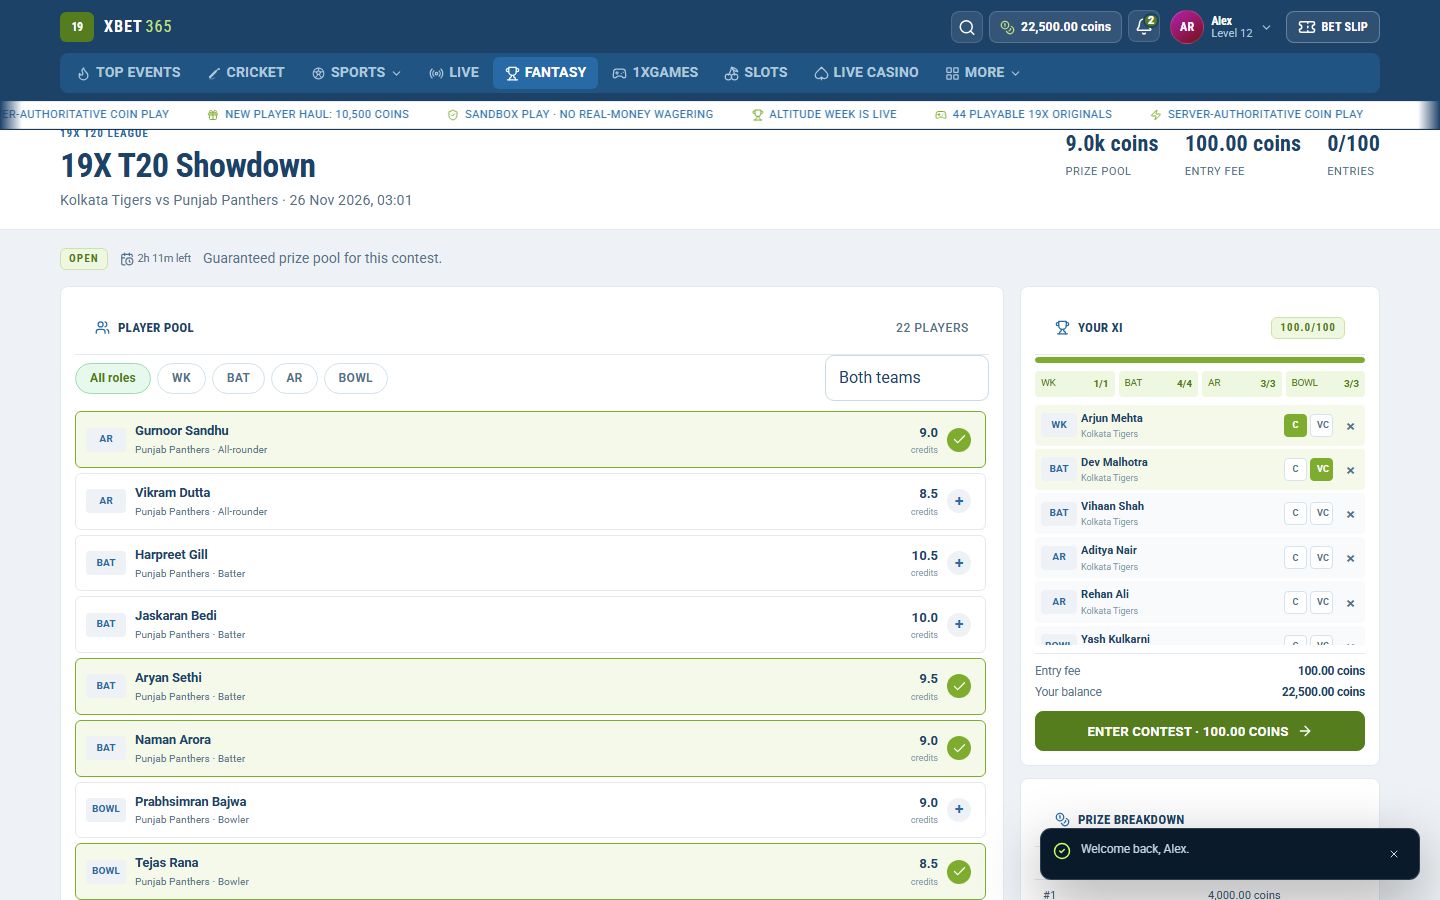 19 XBET 365
22,500.00 coins
2
AR
Alex
Level 12
BET SLIP
TOP EVENTS CRICKET SPORTS LIVE FANTASY 1XGAMES SLOTS LIVE CASINO MORE
ER-AUTHORITATIVE COIN PLAY NEW PLAYER HAUL: 10,500 COINS SANDBOX PLAY · NO REAL-MONEY WAGERING ALTITUDE WEEK IS LIVE 44 PLAYABLE 19X ORIGINALS SERVER-AUTHORITATIVE COIN PLAY
19X T20 LEAGUE
19X T20 Showdown
Kolkata Tigers vs Punjab Panthers · 26 Nov 2026, 03:01
9.0k coins 100.00 coins 0/100
PRIZE POOL ENTRY FEE ENTRIES
OPEN 2h 11m left Guaranteed prize pool for this contest.
PLAYER POOL 22 PLAYERS
All roles WK BAT AR BOWL Both teams
AR Gurnoor Sandhu 9.0
Punjab Panthers · All-rounder credits
AR Vikram Dutta 8.5
Punjab Panthers · All-rounder credits
BAT Harpreet Gill 10.5
Punjab Panthers · Batter credits
BAT Jaskaran Bedi 10.0
Punjab Panthers · Batter credits
BAT Aryan Sethi 9.5
Punjab Panthers · Batter credits
BAT Naman Arora 9.0
Punjab Panthers · Batter credits
BOWL Prabhsimran Bajwa 9.0
Punjab Panthers · Bowler credits
BOWL Tejas Rana 8.5
Punjab Panthers · Bowler credits
YOUR XI 100.0/100
WK 1/1 BAT 4/4 AR 3/3 BOWL 3/3
WK Arjun Mehta C VC ×
Kolkata Tigers
BAT Dev Malhotra C VC ×
Kolkata Tigers
BAT Vihaan Shah C VC ×
Kolkata Tigers
AR Aditya Nair C VC ×
Kolkata Tigers
AR Rehan Ali C VC ×
Kolkata Tigers
BOWL Yash Kulkarni C VC ×
Entry fee 100.00 coins
Your balance 22,500.00 coins
ENTER CONTEST · 100.00 COINS
PRIZE BREAKDOWN
Welcome back, Alex.
#1 4,000.00 coins